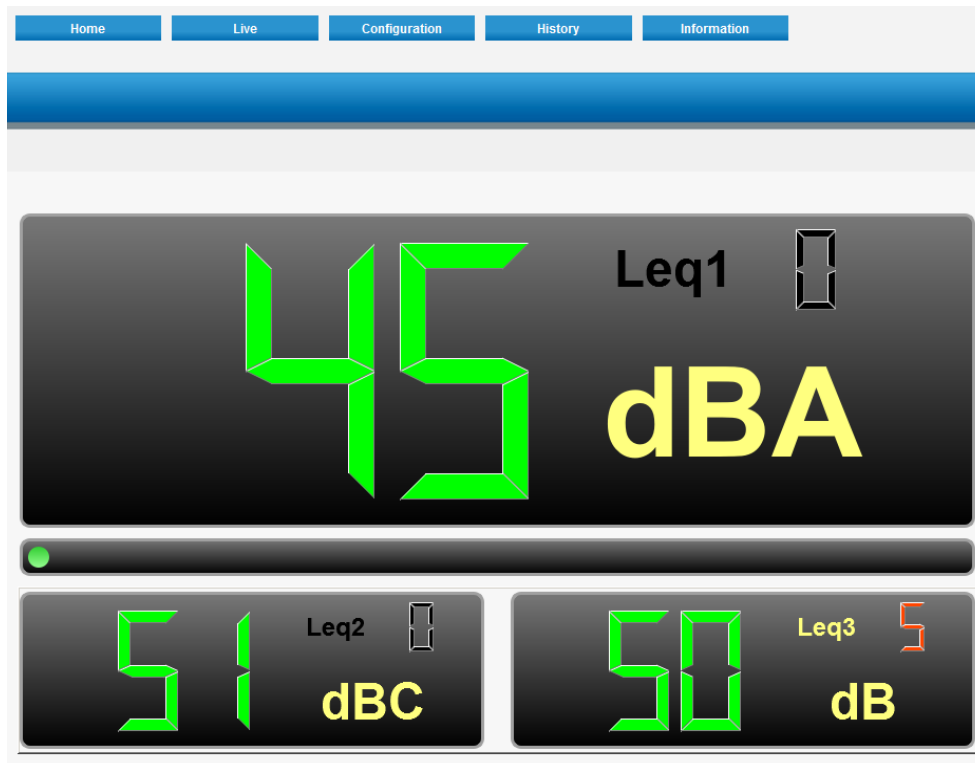 Home Live Configuration History Information
45 Leq1 0
dBA
51 Leq2 0
dBC
50 Leq3 5
dB